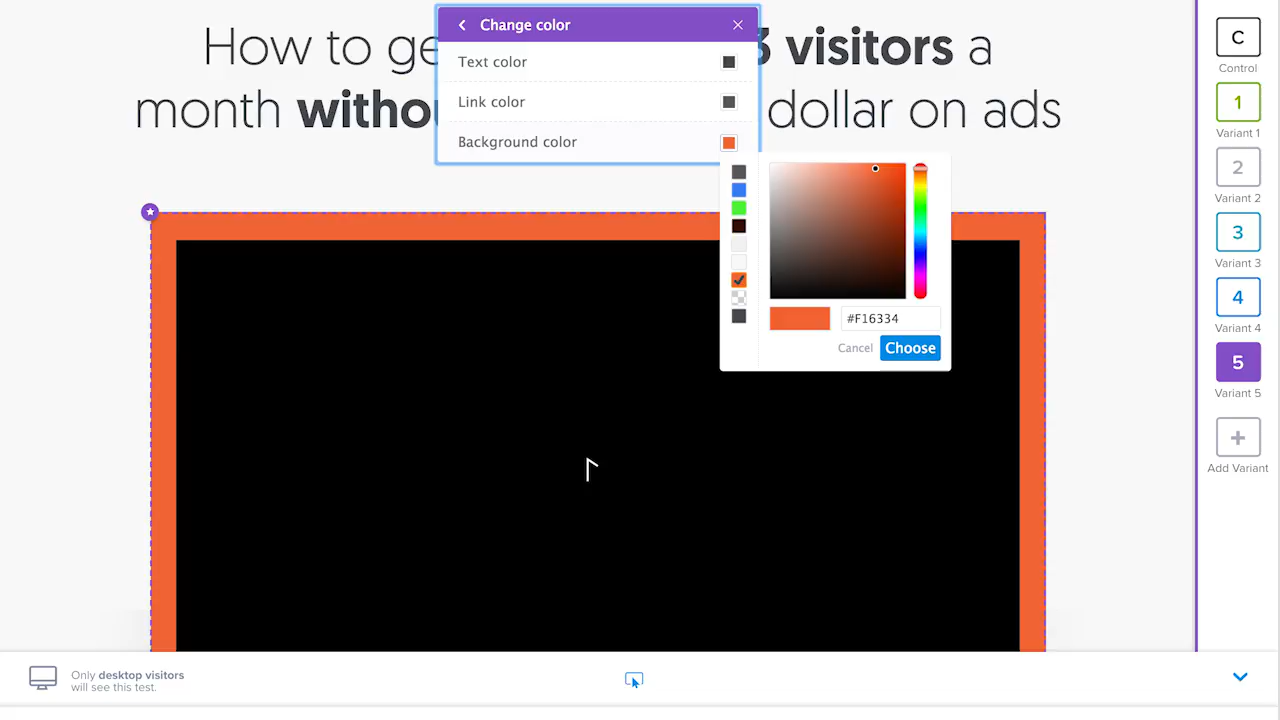 Change color
How to ge 3 visitors a
month witho dollar on ads
Text color
Link color
Background color
#F16334
Cancel Choose
C
Control
1
Variant 1
2
Variant 2
3
Variant 3
4
Variant 4
5
Variant 5
+
Add Variant
Only desktop visitors
will see this test.